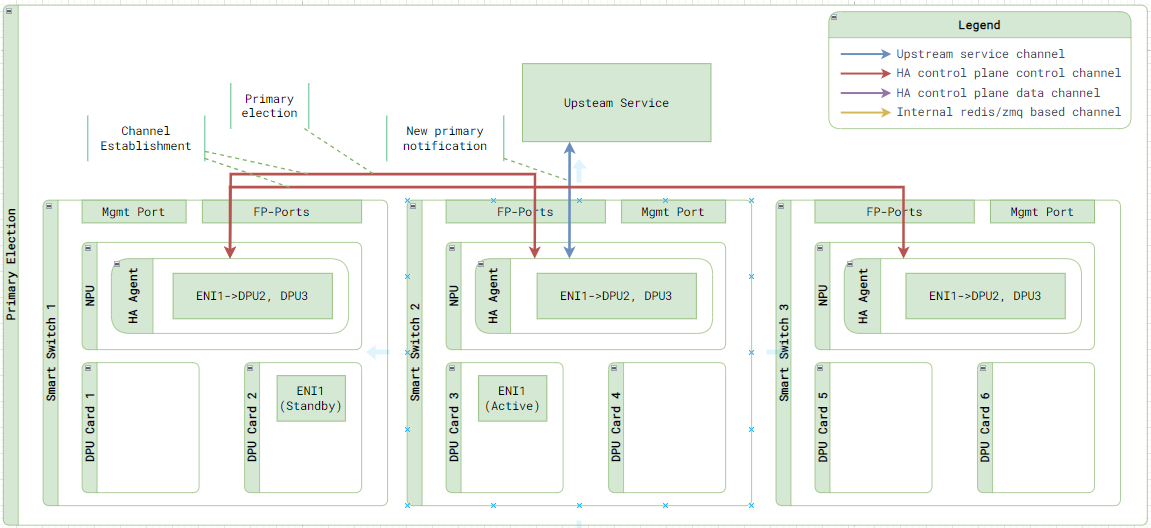 Primary Election
Legend
Upstream service channel
HA control plane control channel
HA control plane data channel
Internal redis/zmq based channel
Upsteam Service
Primary
election
Channel
Establishment
New primary
notification
Smart Switch 1
Mgmt Port
FP-Ports
NPU
HA Agent
ENI1->DPU2, DPU3
DPU Card 1
DPU Card 2
ENI1
(Standby)
Smart Switch 2
FP-Ports
Mgmt Port
NPU
HA Agent
ENI1->DPU2, DPU3
DPU Card 3
ENI1
(Active)
DPU Card 4
Smart Switch 3
FP-Ports
Mgmt Port
NPU
HA Agent
ENI1->DPU2, DPU3
DPU Card 5
DPU Card 6